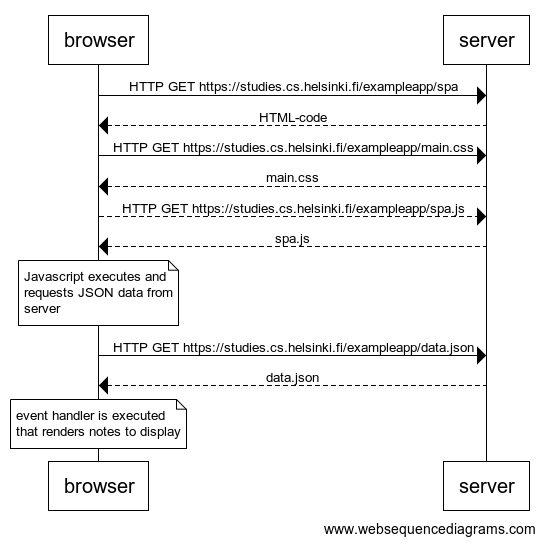 browser server
HTTP GET https://studies.cs.helsinki.fi/exampleapp/spa
HTML-code
HTTP GET https://studies.cs.helsinki.fi/exampleapp/main.css
main.css
HTTP GET https://studies.cs.helsinki.fi/exampleapp/spa.js
spa.js
Javascript executes and
requests JSON data from
server
HTTP GET https://studies.cs.helsinki.fi/exampleapp/data.json
data.json
event handler is executed
that renders notes to display
browser server
www.websequencediagrams.com